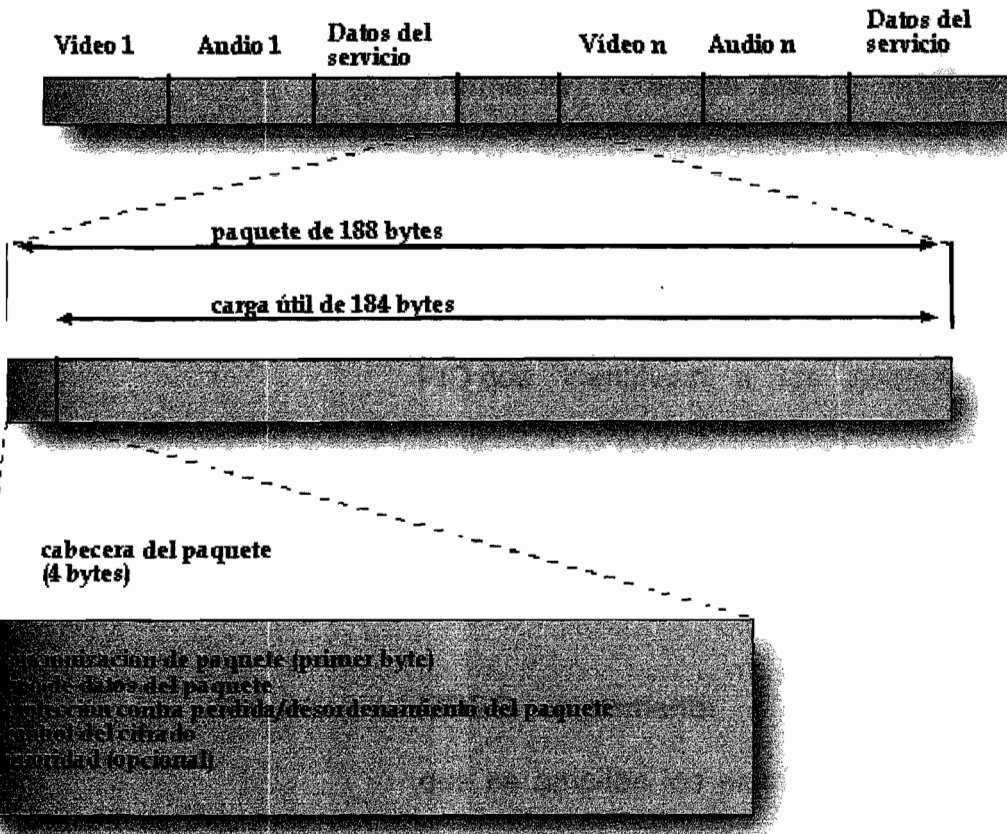 Video 1
Audio 1
Datos del
servicio
Vídeo n
Audio n
Datos del
servicio
paquete de 188 bytes
carga útil de 184 bytes
cabecera del paquete
(4 bytes)
de paquete (primer byte)
de datos del paquete
contra perdida/desordenamiento del paquete
del cifrado
(opcional)